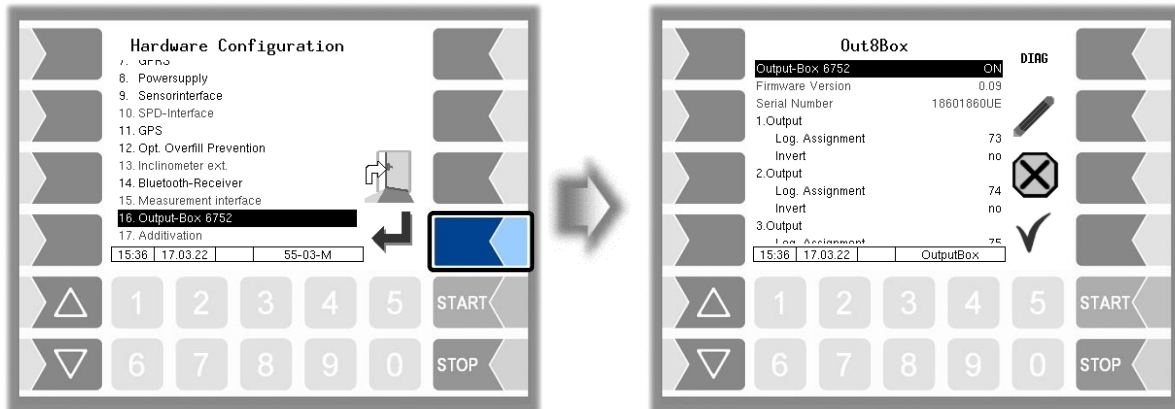 Hardware Configuration
7. GPRS
8. Powersupply
9. Sensorinterface
10. SPD-Interface
11. GPS
12. Opt. Overfill Prevention
13. Inclinometer ext.
14. Bluetooth-Receiver
15. Measurement interface
16. Output-Box 6752
17. Additivation
15:36 17.03.22 55-03-M
1 2 3 4 5 START
6 7 8 9 0 STOP
Out8Box
DIAG
Output-Box 6752 ON
Firmware Version 0.09
Serial Number 18601860UE
1.Output
Log. Assignment 73
Invert no
2.Output
Log. Assignment 74
Invert no
3.Output
Log. Assignment 75
15:36 17.03.22 OutputBox
1 2 3 4 5 START
6 7 8 9 0 STOP